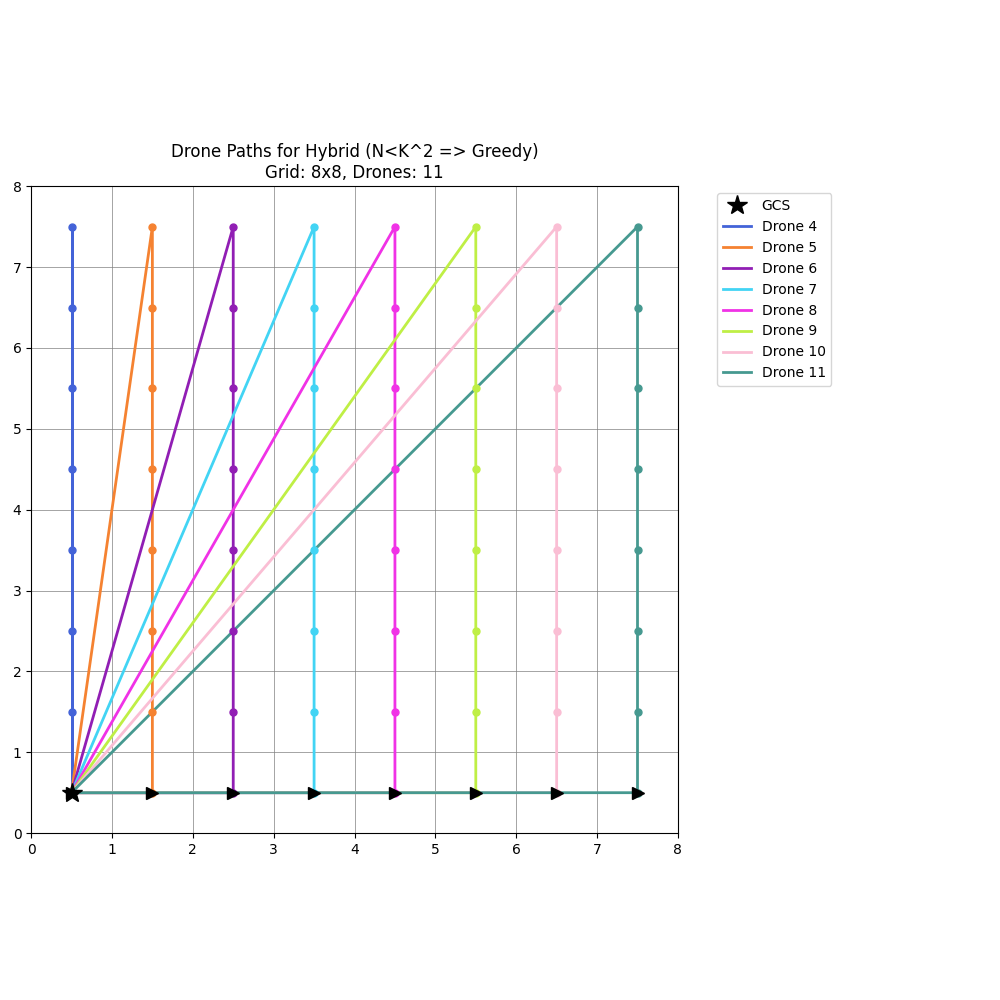 Drone Paths for Hybrid (N<K^2 => Greedy)
Grid: 8x8, Drones: 11
8
7
6
5
4
3
2
1
0
0 1 2 3 4 5 6 7 8
GCS
Drone 4
Drone 5
Drone 6
Drone 7
Drone 8
Drone 9
Drone 10
Drone 11